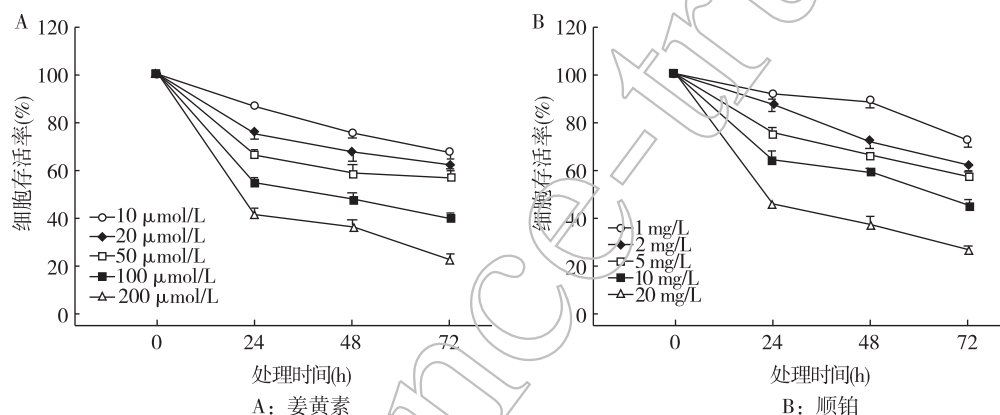 A
120
100
80
60
40
20
0
细胞存活率(%)
10 μmol/L
20 μmol/L
50 μmol/L
100 μmol/L
200 μmol/L
0 24 48 72
处理时间(h)
A：姜黄素
B
120
100
80
60
40
20
0
细胞存活率(%)
1 mg/L
2 mg/L
5 mg/L
10 mg/L
20 mg/L
0 24 48 72
处理时间(h)
B：顺铂